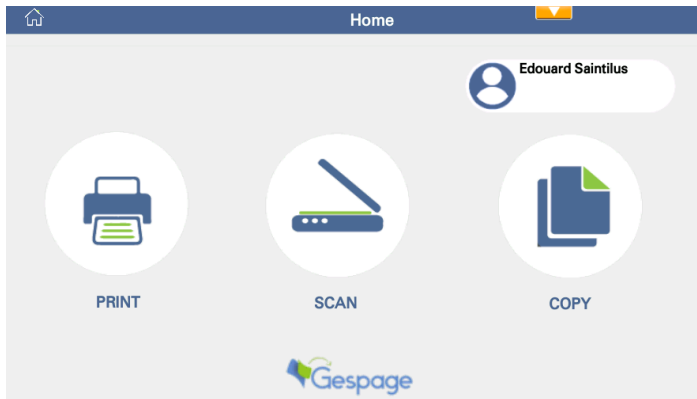 Home
Edouard Saintilus
PRINT
SCAN
COPY
Gespage